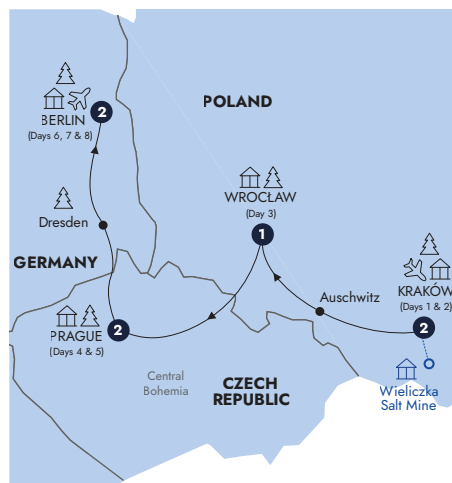 POLAND
2
BERLIN
(Days 6, 7 & 8)
WROCŁAW
(Day 3)
1
Dresden
GERMANY
KRAKÓW
(Days 1 & 2)
2
Auschwitz
PRAGUE
(Days 4 & 5)
2
Central
Bohemia
CZECH
REPUBLIC
Wieliczka
Salt Mine